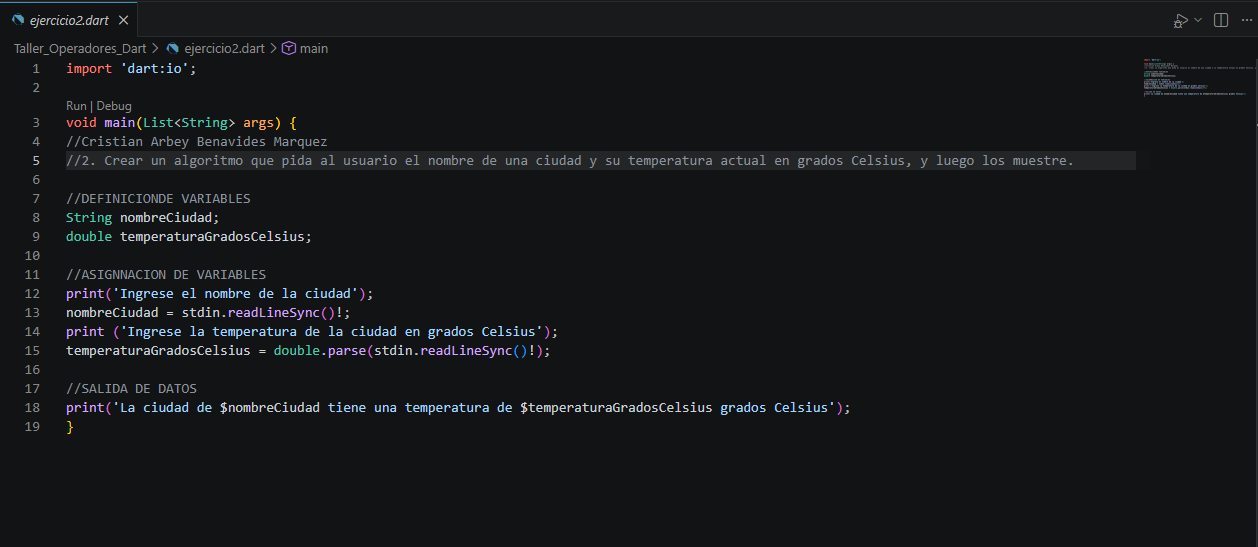 ejercicio2.dart
Taller_Operadores_Dart > ejercicio2.dart > main
1 import 'dart:io';
2
Run | Debug
3 void main(List<String> args) {
4 //Cristian Arbey Benavides Marquez
5 //2. Crear un algoritmo que pida al usuario el nombre de una ciudad y su temperatura actual en grados Celsius, y luego los muestre.
6
7 //DEFINICIONDE VARIABLES
8 String nombreCiudad;
9 double temperaturaGradosCelsius;
10
11 //ASIGNNACION DE VARIABLES
12 print('Ingrese el nombre de la ciudad');
13 nombreCiudad = stdin.readLineSync()!;
14 print ('Ingrese la temperatura de la ciudad en grados Celsius');
15 temperaturaGradosCelsius = double.parse(stdin.readLineSync()!);
16
17 //SALIDA DE DATOS
18 print('La ciudad de $nombreCiudad tiene una temperatura de $temperaturaGradosCelsius grados Celsius');
19 }